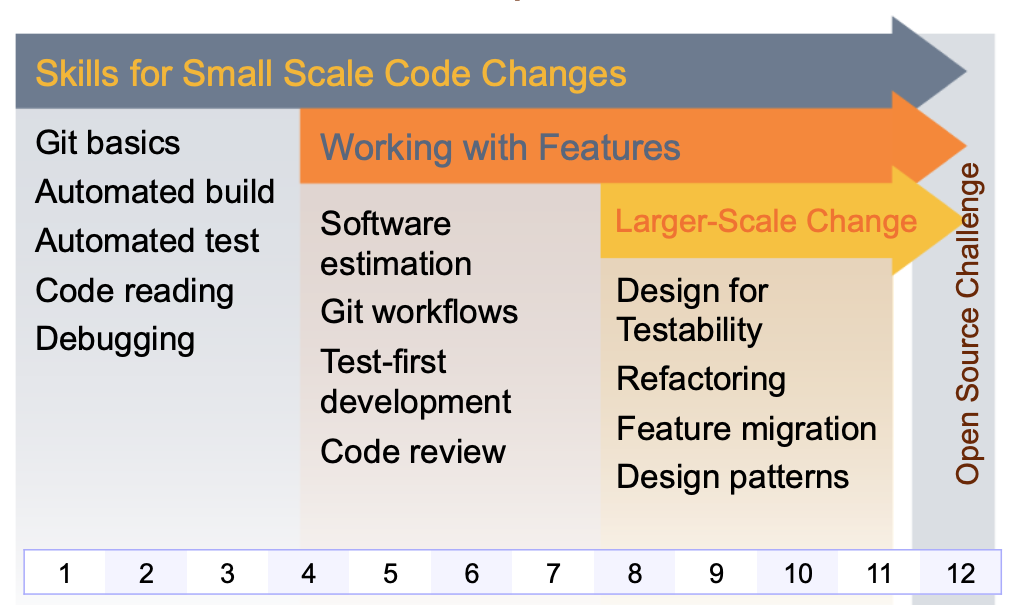 Skills for Small Scale Code Changes
Git basics
Automated build
Automated test
Code reading
Debugging
Working with Features
Software
estimation
Git workflows
Test-first
development
Code review
Larger-Scale Change
Design for
Testability
Refactoring
Feature migration
Design patterns
Open Source Challenge
1 2 3 4 5 6 7 8 9 10 11 12